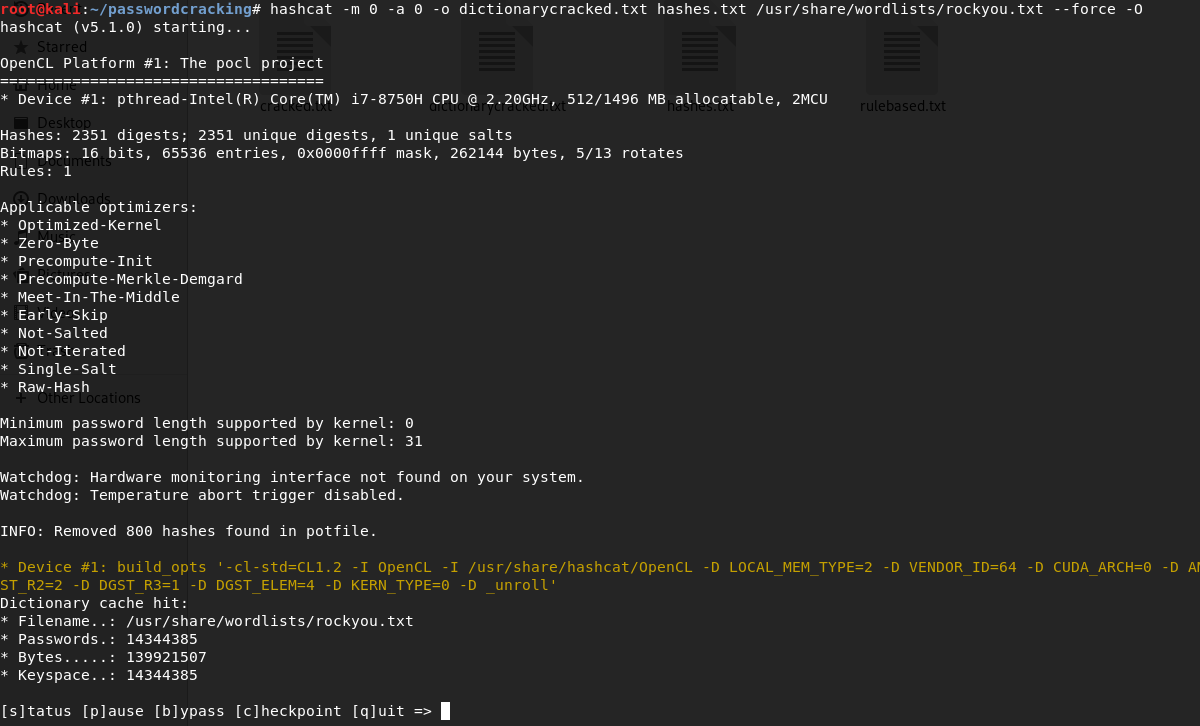 root@kali:~/passwordcracking# hashcat -m 0 -a 0 -o dictionarycracked.txt hashes.txt /usr/share/wordlists/rockyou.txt --force -O
hashcat (v5.1.0) starting...
Starred
OpenCL Platform #1: The pocl project
====================================
Home
* Device #1: pthread-Intel(R) Core(TM) i7-8750H CPU @ 2.20GHz, 512/1496 MB allocatable, 2MCU
cracked.txt dictionarycracked.txt hashes.txt rulebased.txt
Desktop
Hashes: 2351 digests; 2351 unique digests, 1 unique salts
Bitmaps: 16 bits, 65536 entries, 0x0000ffff mask, 262144 bytes, 5/13 rotates
Documents
Rules: 1
Downloads
Applicable optimizers:
* Optimized-Kernel
Music
* Zero-Byte
* Precompute-Init
Pictures
* Precompute-Merkle-Demgard
* Meet-In-The-Middle
* Early-Skip
* Not-Salted
* Not-Iterated
* Single-Salt
* Raw-Hash
+ Other Locations
Minimum password length supported by kernel: 0
Maximum password length supported by kernel: 31
Watchdog: Hardware monitoring interface not found on your system.
Watchdog: Temperature abort trigger disabled.
INFO: Removed 800 hashes found in potfile.
* Device #1: build_opts '-cl-std=CL1.2 -I OpenCL -I /usr/share/hashcat/OpenCL -D LOCAL_MEM_TYPE=2 -D VENDOR_ID=64 -D CUDA_ARCH=0 -D AM
ST_R2=2 -D DGST_R3=1 -D DGST_ELEM=4 -D KERN_TYPE=0 -D _unroll'
Dictionary cache hit:
* Filename..: /usr/share/wordlists/rockyou.txt
* Passwords.: 14344385
* Bytes.....: 139921507
* Keyspace..: 14344385
[s]tatus [p]ause [b]ypass [c]heckpoint [q]uit =>